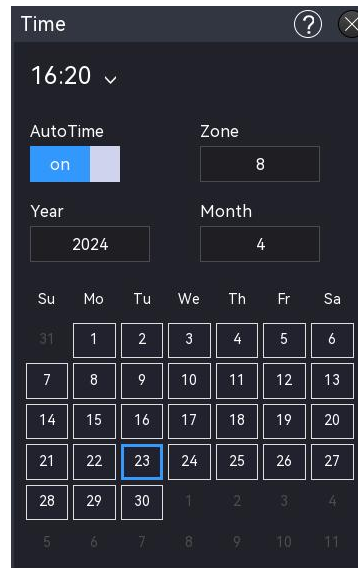 Time ?
16:20
AutoTime Zone
on 8
Year Month
2024 4
Su Mo Tu We Th Fr Sa
31 1 2 3 4 5 6
7 8 9 10 11 12 13
14 15 16 17 18 19 20
21 22 23 24 25 26 27
28 29 30 1 2 3 4
5 6 7 8 9 10 11